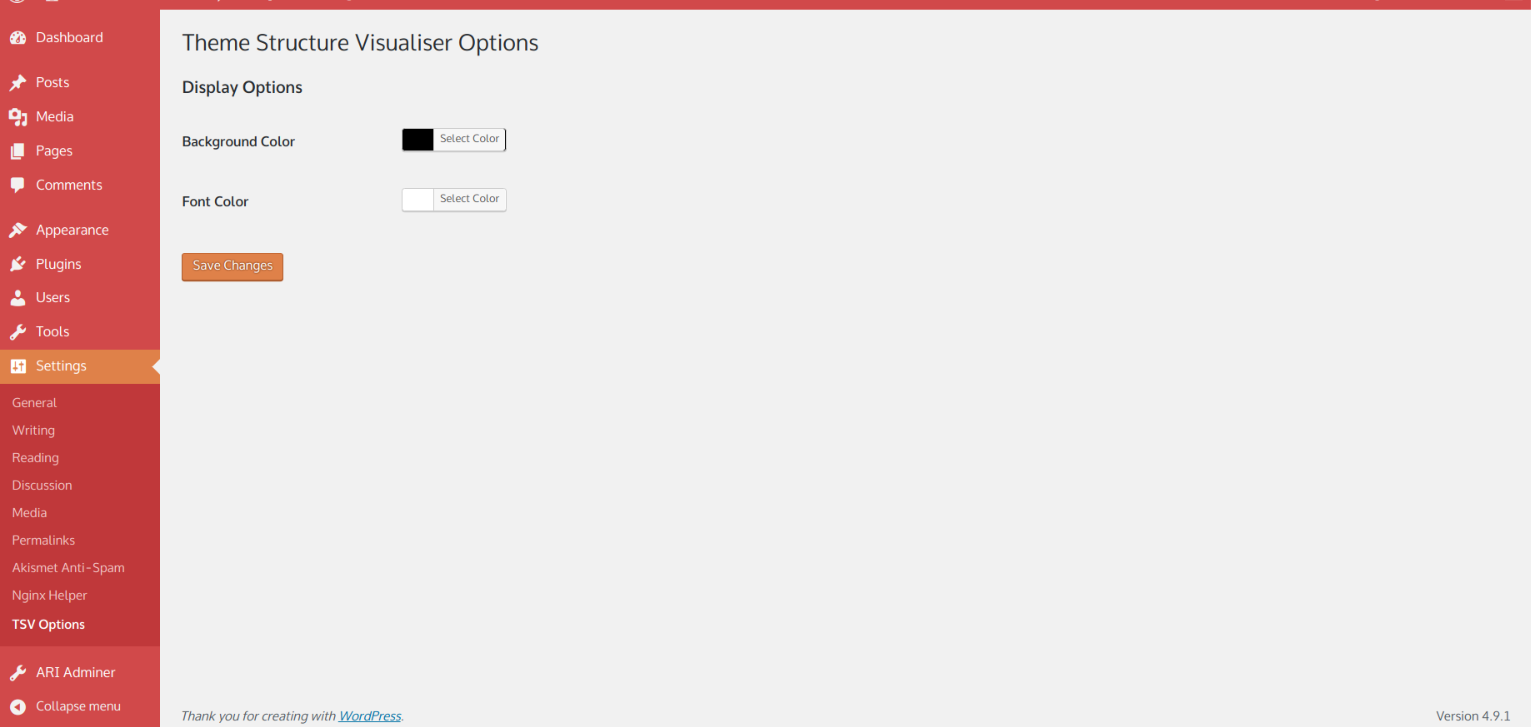 Dashboard
Posts
Media
Pages
Comments
Appearance
Plugins
Users
Tools
Settings
General
Writing
Reading
Discussion
Media
Permalinks
Akismet Anti-Spam
Nginx Helper
TSV Options
ARI Adminer
Collapse menu
Theme Structure Visualiser Options
Display Options
Background Color Select Color
Font Color Select Color
Save Changes
Thank you for creating with WordPress.
Version 4.9.1